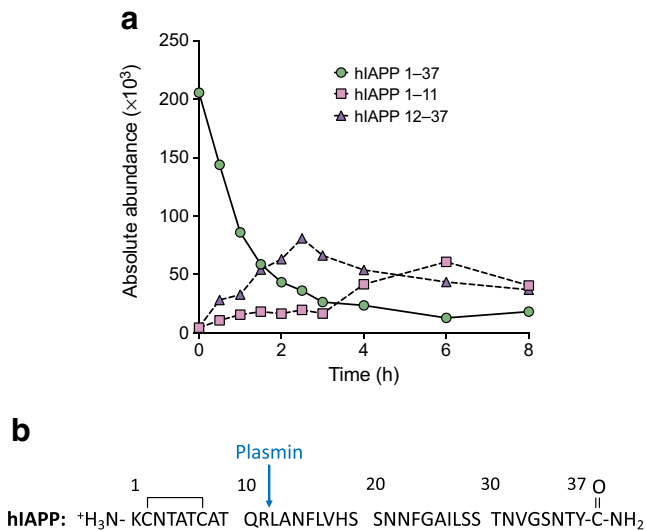 a
250
200
150
100
50
0
Absolute abundance (×10³)
hIAPP 1–37
hIAPP 1–11
hIAPP 12–37
0 2 4 6 8
Time (h)
b
Plasmin
1 10 20 30 37 O
hIAPP: ⁺H₃N- KCNTATCAT QRLANFLVHS SNNFGAILSS TNVGSNTY-C-NH₂